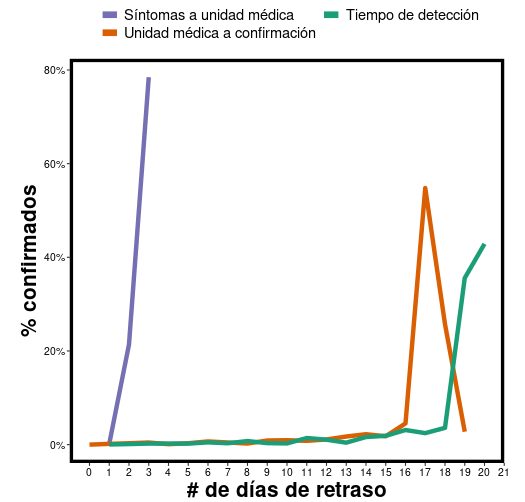 Síntomas a unidad médica Tiempo de detección
Unidad médica a confirmación
80%
60%
40%
20%
0%
% confirmados
0 1 2 3 4 5 6 7 8 9 10 11 12 13 14 15 16 17 18 19 20 21
# de días de retraso